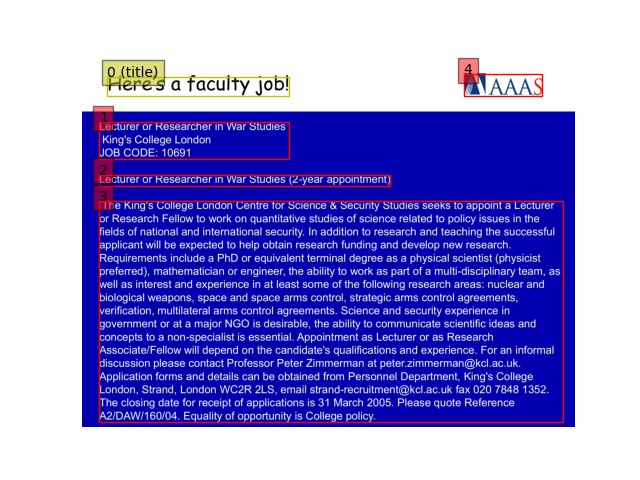 0 (title)
Here's a faculty job!
4
AAAS
1
Lecturer or Researcher in War Studies
King's College London
JOB CODE: 10691
2
Lecturer or Researcher in War Studies (2-year appointment)
3
The King's College London Centre for Science & Security Studies seeks to appoint a Lecturer
or Research Fellow to work on quantitative studies of science related to policy issues in the
fields of national and international security. In addition to research and teaching the successful
applicant will be expected to help obtain research funding and develop new research.
Requirements include a PhD or equivalent terminal degree as a physical scientist (physicist
preferred), mathematician or engineer, the ability to work as part of a multi-disciplinary team, as
well as interest and experience in at least some of the following research areas: nuclear and
biological weapons, space and space arms control, strategic arms control agreements,
verification, multilateral arms control agreements. Science and security experience in
government or at a major NGO is desirable, the ability to communicate scientific ideas and
concepts to a non-specialist is essential. Appointment as Lecturer or as Research
Associate/Fellow will depend on the candidate's qualifications and experience. For an informal
discussion please contact Professor Peter Zimmerman at peter.zimmerman@kcl.ac.uk.
Application forms and details can be obtained from Personnel Department, King's College
London, Strand, London WC2R 2LS, email strand-recruitment@kcl.ac.uk fax 020 7848 1352.
The closing date for receipt of applications is 31 March 2005. Please quote Reference
A2/DAW/160/04. Equality of opportunity is College policy.